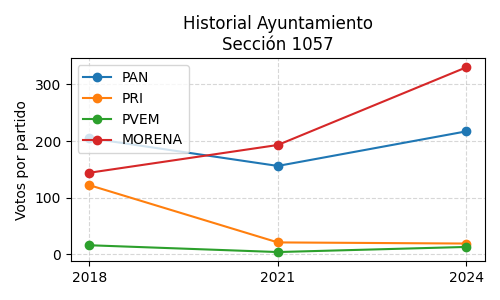 Historial Ayuntamiento
Sección 1057
Votos por partido
300
200
100
0
PAN
PRI
PVEM
MORENA
2018
2021
2024